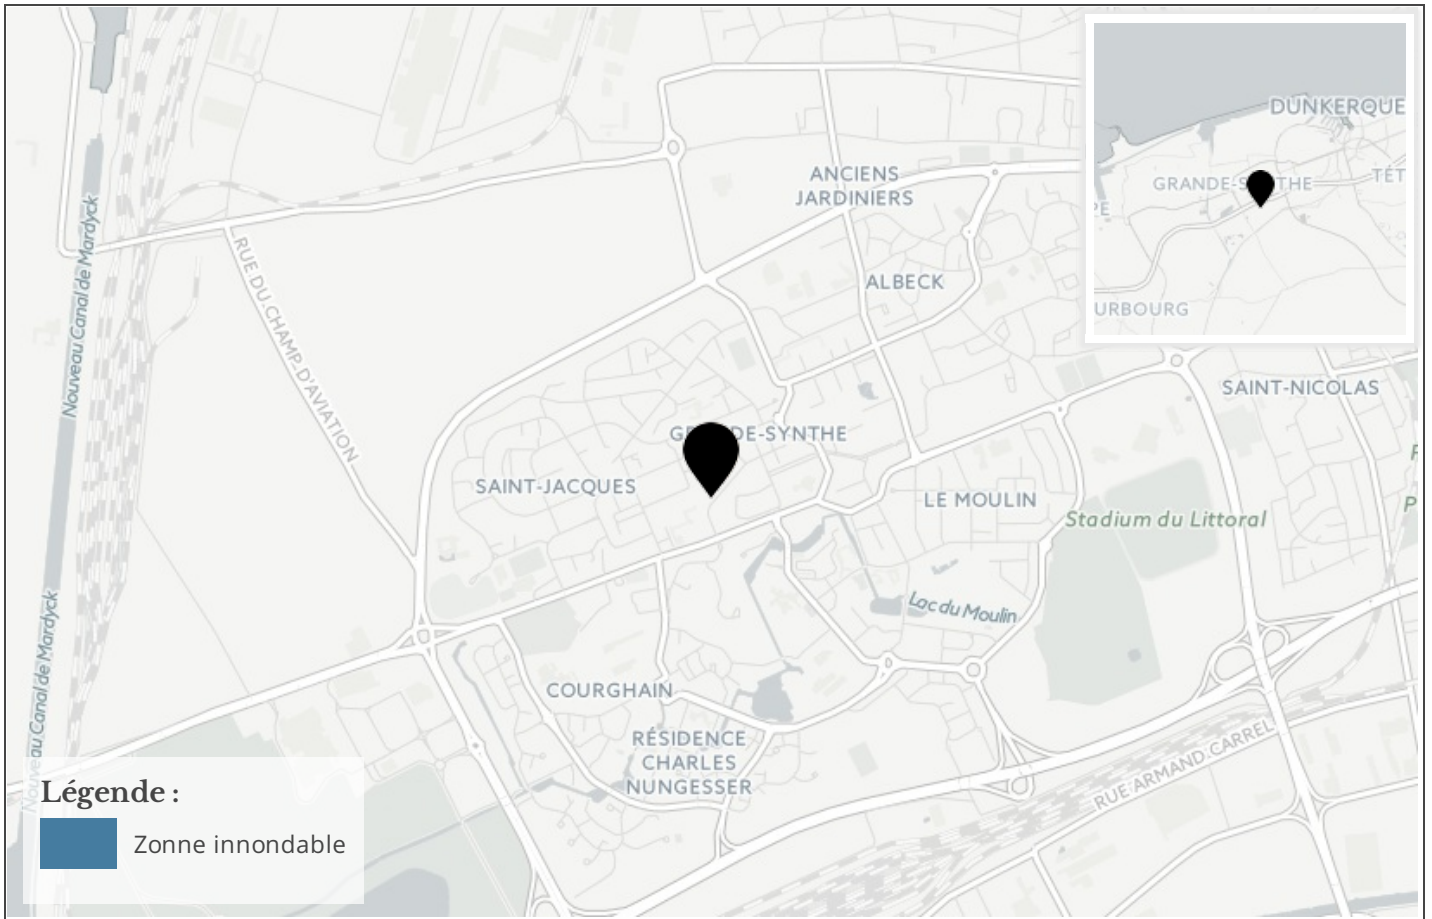 DUNKERQUE
GRANDE-S THE
TÉT
PE
URBOURG
ANCIENS
JARDINIERS
ALBECK
Nouveau Canal de Mardyck
RUE DU CHAMP D'AVIATION
SAINT-NICOLAS
GR DE-SYNTHE
SAINT-JACQUES
LE MOULIN
Stadium du Littoral
P
Lac du Moulin
Nouveau Canal de Mardyck
COURGHAIN
RÉSIDENCE
CHARLES
NUNGESSER
RUE ARMAND CARREL
Légende :
Zonne innondable